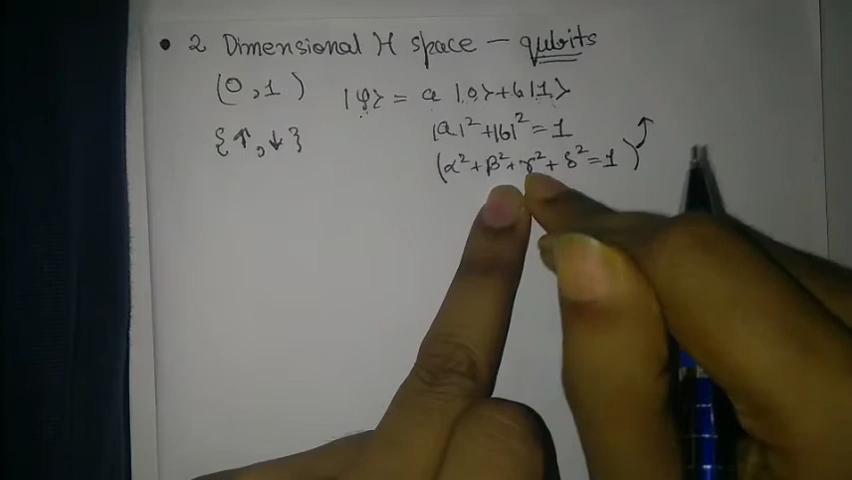 • 2 Dimensional H space - qubits
(0,1) |φ> = a |0>+b|1>
{↑,↓} |a|²+|b|²=1
(α²+β²+γ²+δ²=1)